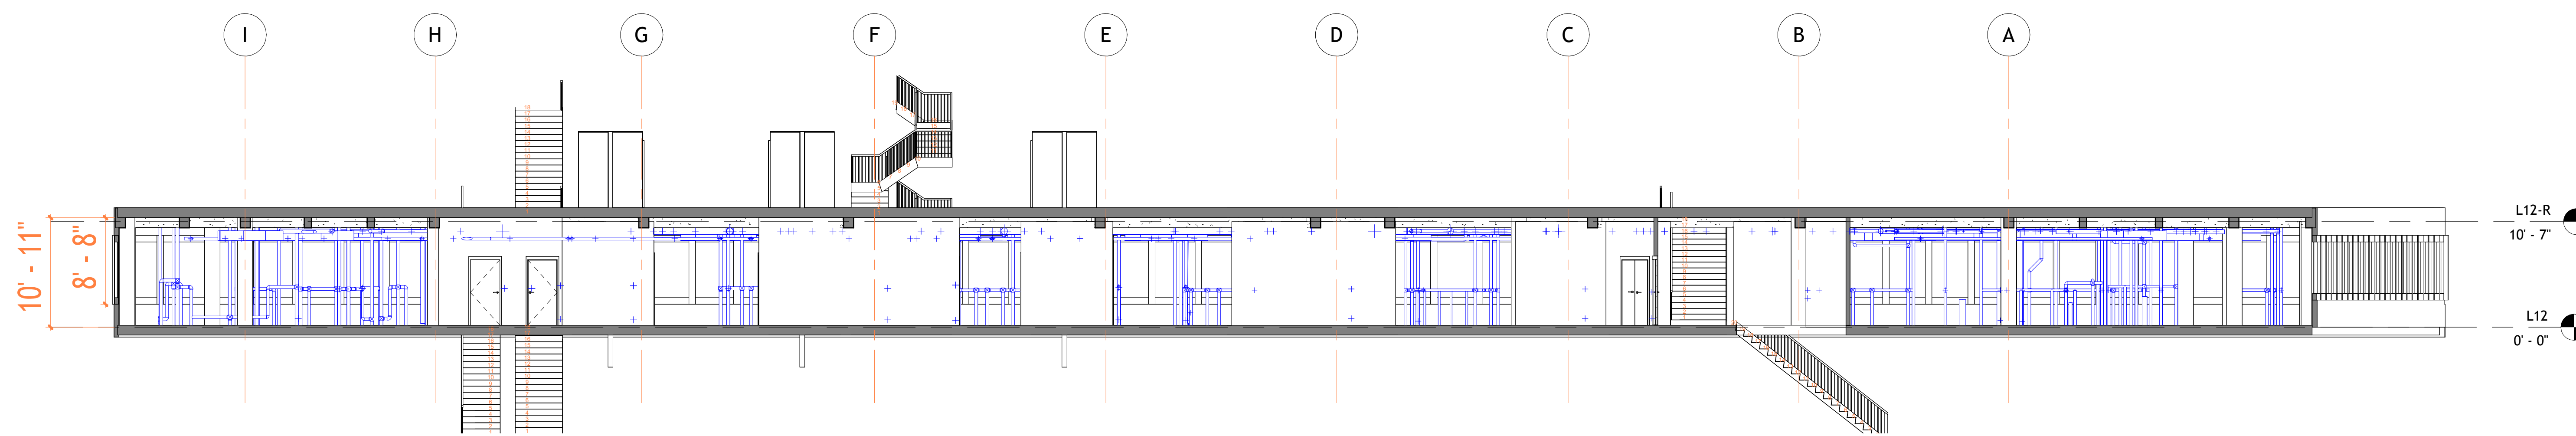 I H G F E D C B A
10' - 11"
8' - 8"
L12-R
10' - 7"
L12
0' - 0"